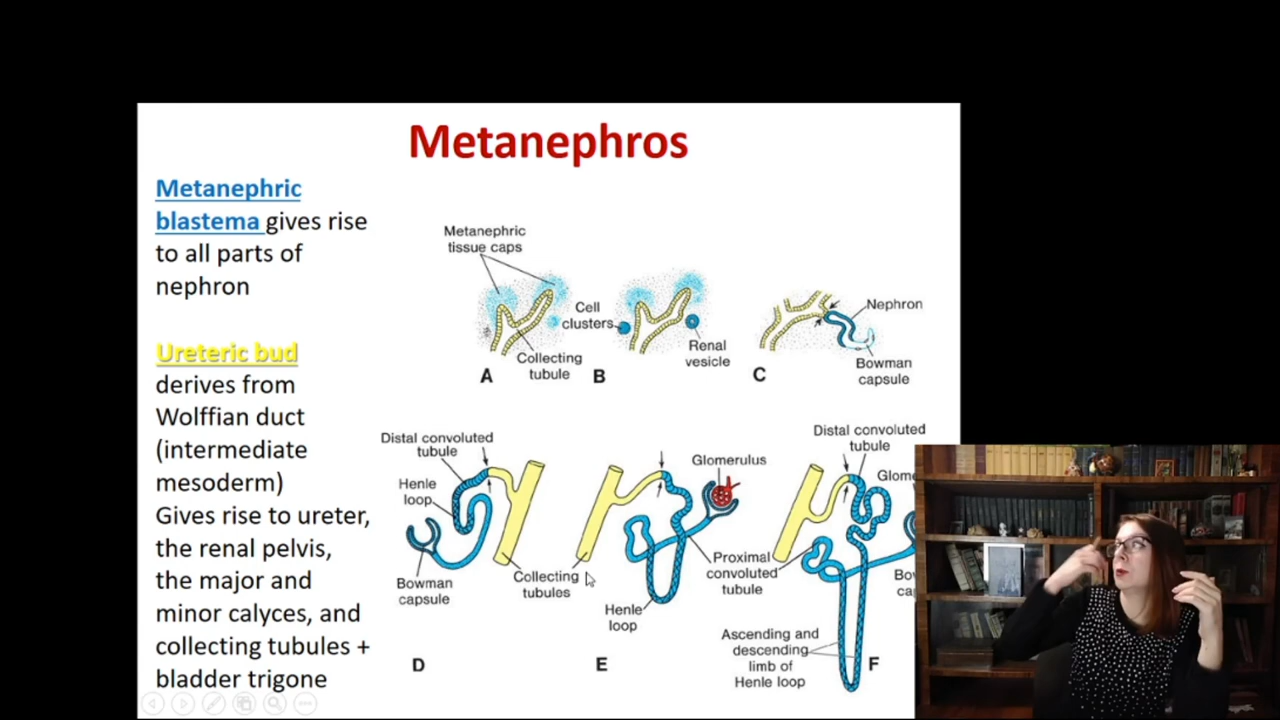 Metanephros
Metanephric
blastema gives rise
to all parts of
nephron
Ureteric bud
derives from
Wolffian duct
(intermediate
mesoderm)
Gives rise to ureter,
the renal pelvis,
the major and
minor calyces, and
collecting tubules +
bladder trigone
Metanephric
tissue caps
Collecting
tubule
A
Cell
clusters
Renal
vesicle
B
Nephron
Bowman
capsule
C
Distal convoluted
tubule
Henle
loop
Bowman
capsule
Collecting
tubules
D
Glomerulus
Proximal
convoluted
tubule
Henle
loop
E
Distal convoluted
tubule
Glome
Bo
ca
Ascending and
descending
limb of
Henle loop
F